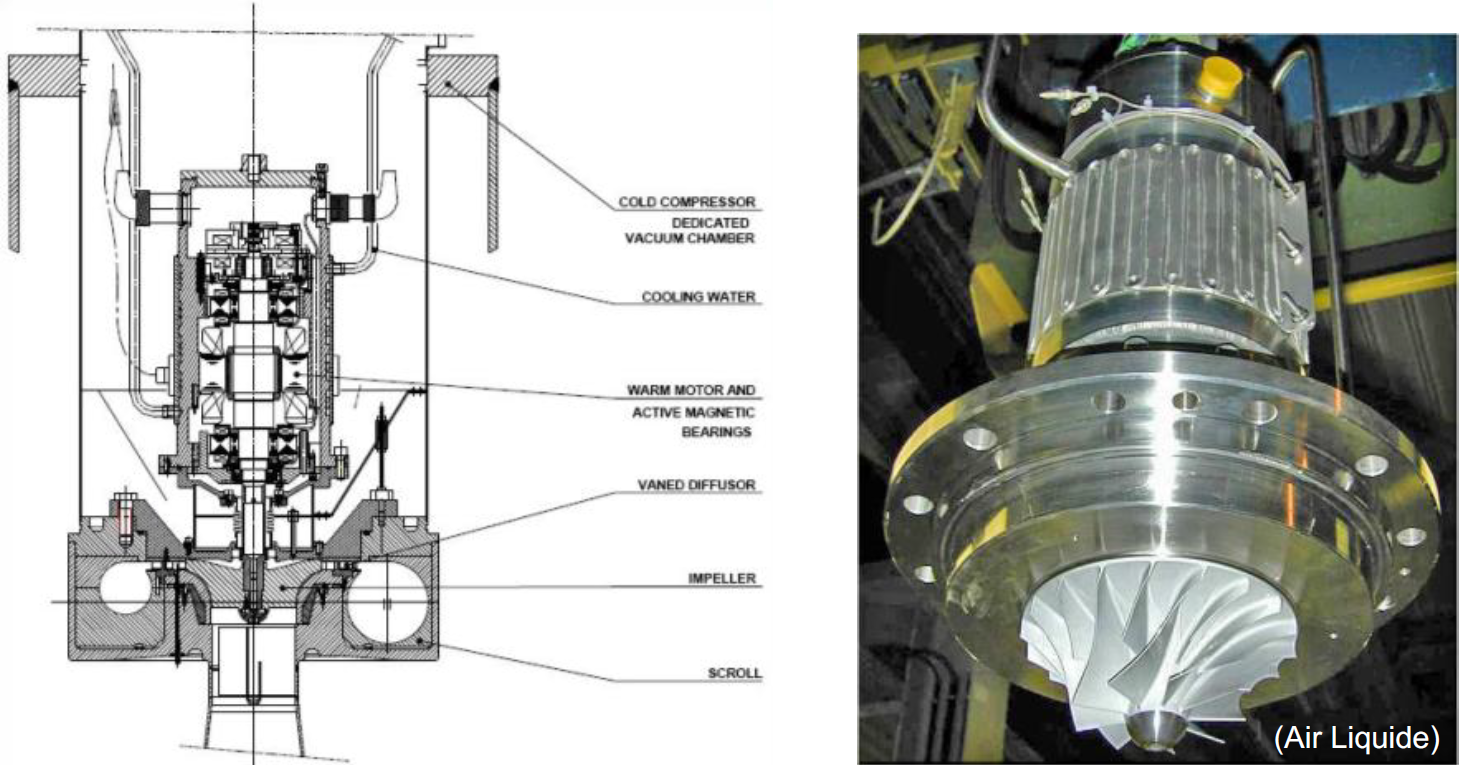 COLD COMPRESSOR
DEDICATED
VACUUM CHAMBER
COOLING WATER
WARM MOTOR AND
ACTIVE MAGNETIC
BEARINGS
VANED DIFFUSOR
IMPELLER
SCROLL
(Air Liquide)